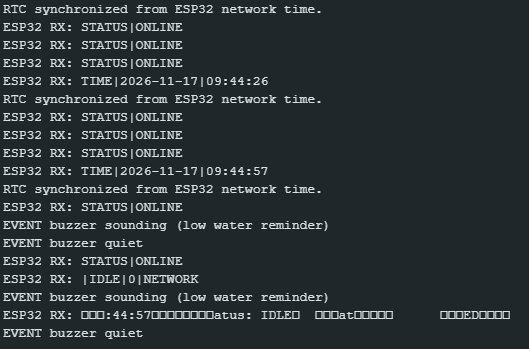 RTC synchronized from ESP32 network time.
ESP32 RX: STATUS|ONLINE
ESP32 RX: STATUS|ONLINE
ESP32 RX: STATUS|ONLINE
ESP32 RX: TIME|2026-11-17|09:44:26
RTC synchronized from ESP32 network time.
ESP32 RX: STATUS|ONLINE
ESP32 RX: STATUS|ONLINE
ESP32 RX: STATUS|ONLINE
ESP32 RX: TIME|2026-11-17|09:44:57
RTC synchronized from ESP32 network time.
ESP32 RX: STATUS|ONLINE
EVENT buzzer sounding (low water reminder)
EVENT buzzer quiet
ESP32 RX: STATUS|ONLINE
ESP32 RX: |IDLE|0|NETWORK
EVENT buzzer sounding (low water reminder)
ESP32 RX: □□□:44:57□□□□□□□□atus: IDLE□  □□□at□□□□□      □□□ED□□□□
EVENT buzzer quiet